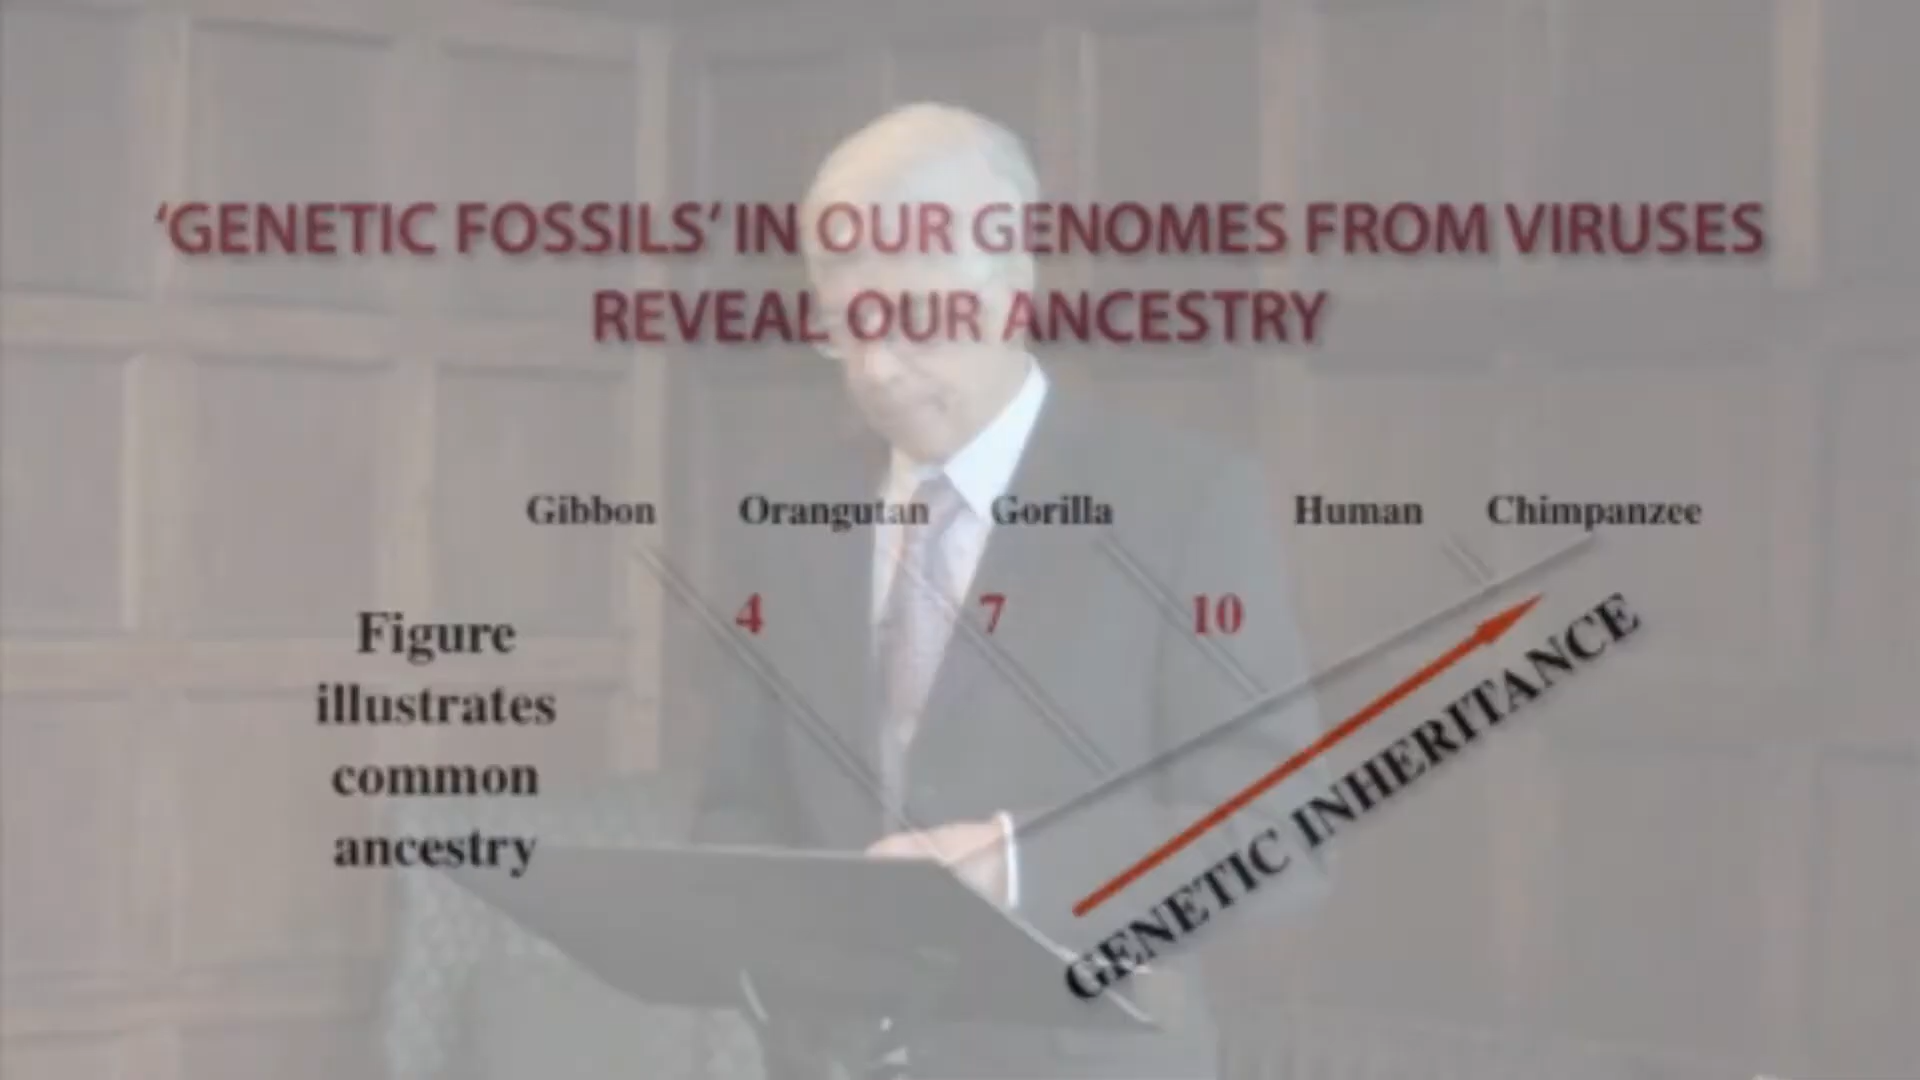 ‘GENETIC FOSSILS’ IN OUR GENOMES FROM VIRUSES
REVEAL OUR ANCESTRY
Gibbon Orangutan Gorilla Human Chimpanzee
4 7 10
Figure
illustrates
common
ancestry
GENETIC INHERITANCE